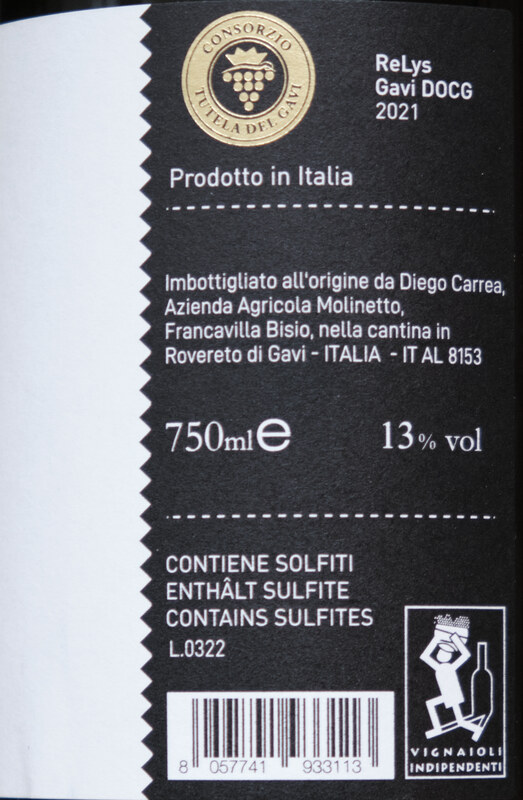 CONSORZIO
TUTELA DEL GAVI
ReLys
Gavi DOCG
2021
Prodotto in Italia
Imbottigliato all'origine da Diego Carrea,
Azienda Agricola Molinetto,
Francavilla Bisio, nella cantina in
Rovereto di Gavi - ITALIA - IT AL 8153
750ml e
13% vol
CONTIENE SOLFITI
ENTHÂLT SULFITE
CONTAINS SULFITES
L.0322
8 057741 933113
VIGNAIOLI
INDIPENDENTI